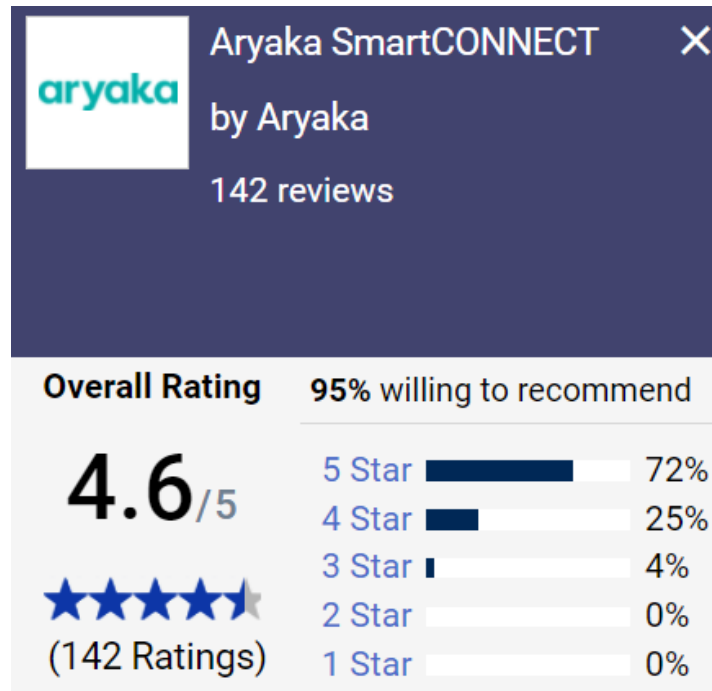 aryaka
Aryaka SmartCONNECT ×
by Aryaka
142 reviews
Overall Rating
4.6/5
(142 Ratings)
95% willing to recommend
5 Star 72%
4 Star 25%
3 Star 4%
2 Star 0%
1 Star 0%